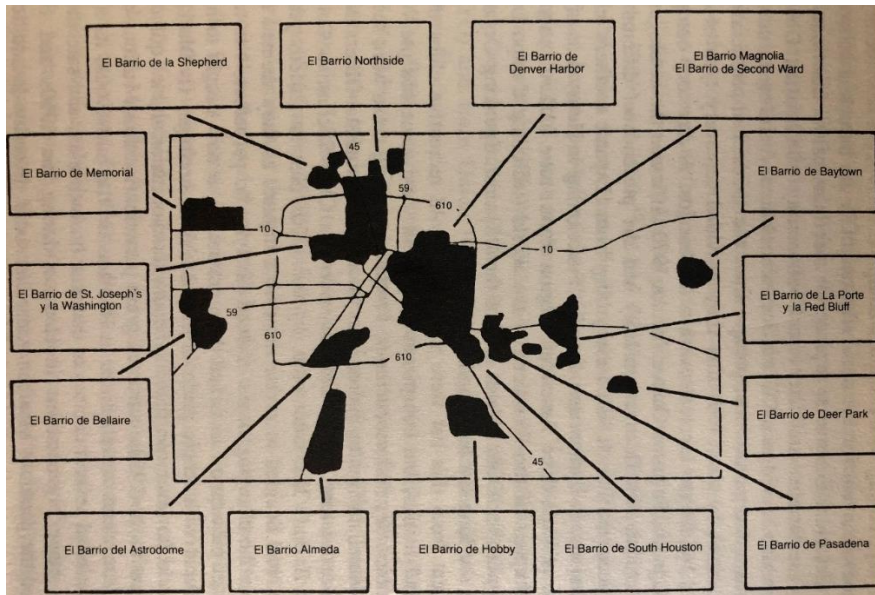 El Barrio de la Shepherd
El Barrio Northside
El Barrio de
Denver Harbor
El Barrio Magnolia
El Barrio de Second Ward
El Barrio de Memorial
El Barrio de Baytown
El Barrio de St. Joseph's
y la Washington
El Barrio de La Porte
y la Red Bluff
El Barrio de Bellaire
El Barrio de Deer Park
El Barrio del Astrodome
El Barrio Almeda
El Barrio de Hobby
El Barrio de South Houston
El Barrio de Pasadena
45
59
610
10
10
59
610
610
45